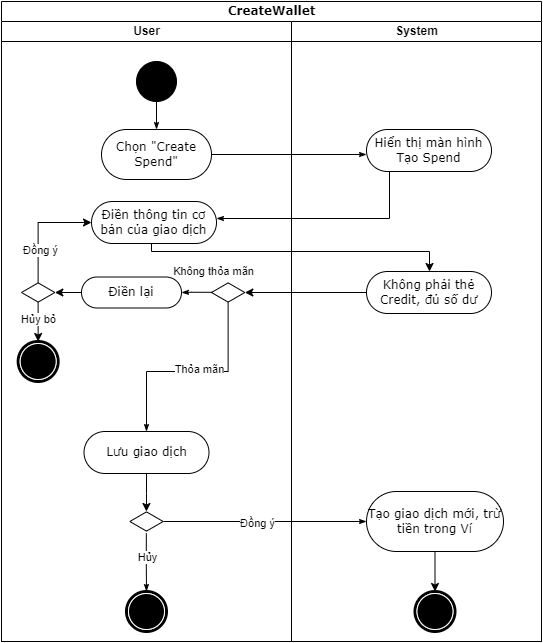 CreateWallet
User
System
Chọn "Create
Spend"
Hiển thị màn hình
Tạo Spend
Điền thông tin cơ
bản của giao dịch
Đồng ý
Không thỏa mãn
Điền lại
Không phải thẻ
Credit, đủ số dư
Hủy bỏ
Thỏa mãn
Lưu giao dịch
Đồng ý
Tạo giao dịch mới, trừ
tiền trong Ví
Hủy